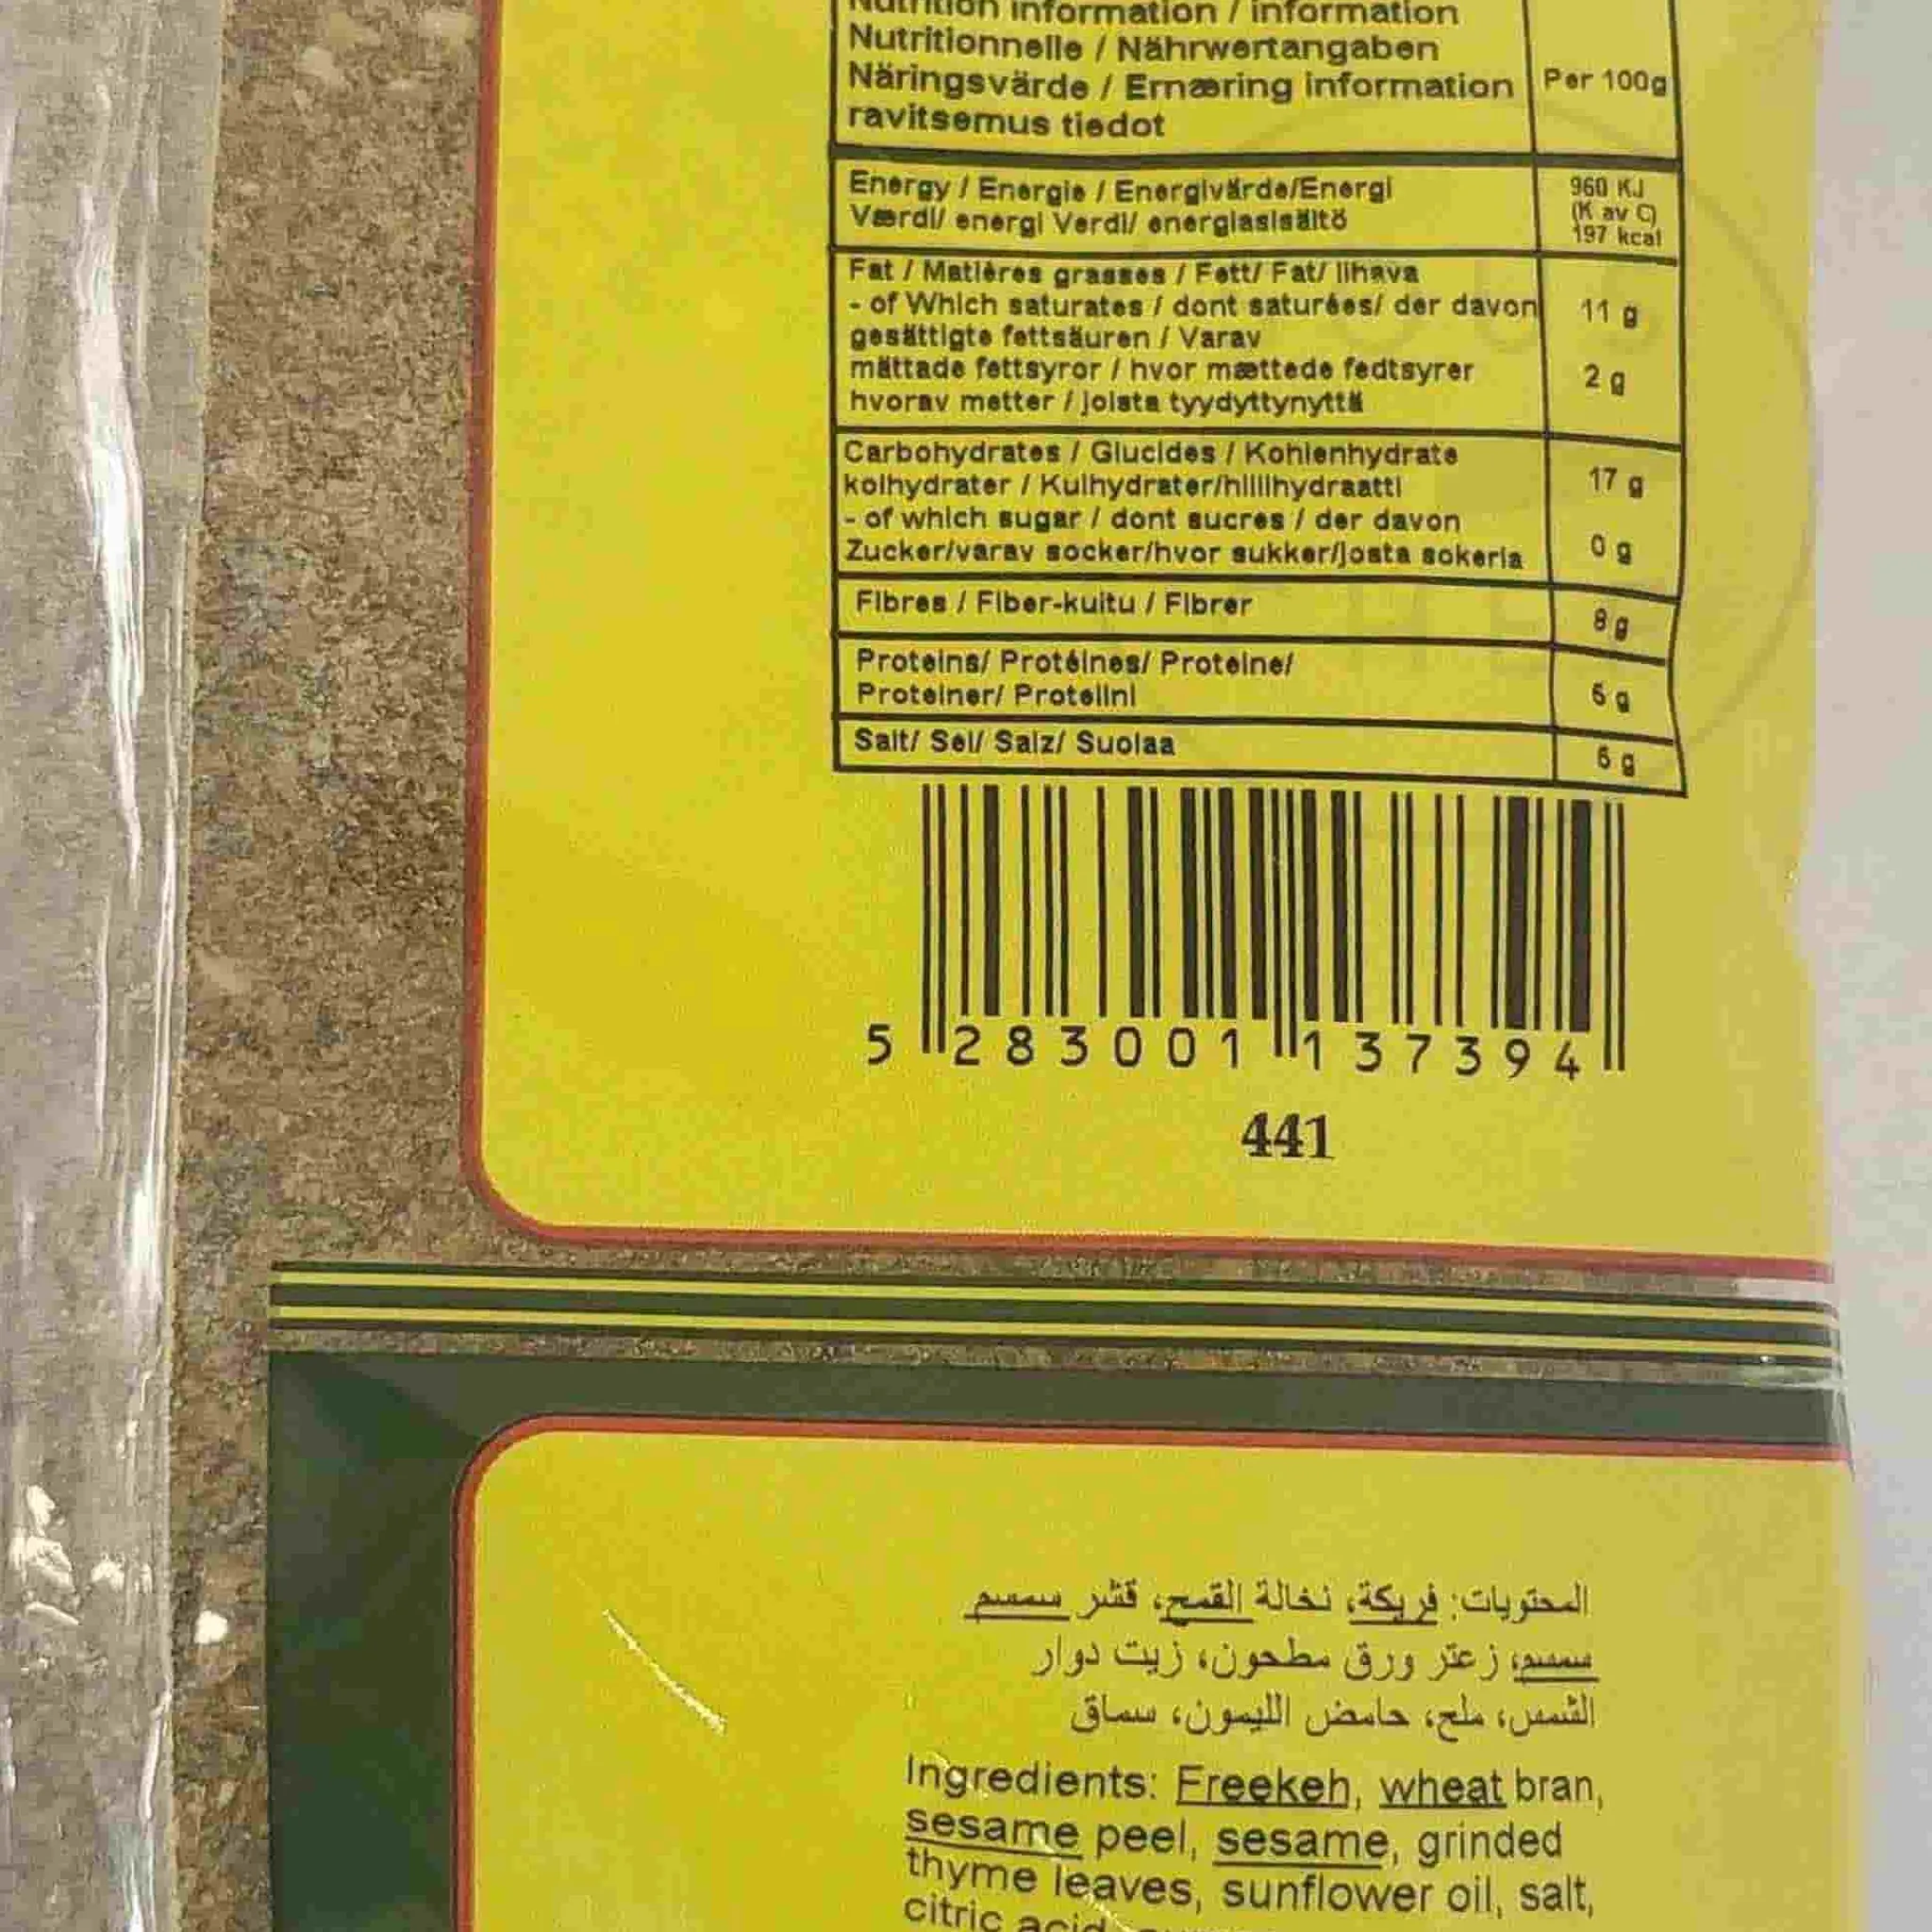 Nutrition information / information
Nutritionnelle / Nährwertangaben
Näringsvärde / Ernæring information
ravitsemus tiedot
Per 100g
Energy / Energie / Energivärde/Energi
Værdi/ energi Verdi/ energiasisältö
960 KJ
(K av C)
197 kcal
Fat / Matières grasses / Fett/ Fat/ lihava
- of Which saturates / dont saturées/ der davon
gesättigte fettsäuren / Varav
mättade fettsyror / hvor mættede fedtsyrer
hvorav metter / joista tyydyttynyttä
11 g
2 g
Carbohydrates / Glucides / Kohlenhydrate
kolhydrater / Kulhydrater/hiilihydraatti
- of which sugar / dont sucres / der davon
Zucker/varav socker/hvor sukker/josta sokeria
17 g
0 g
Fibres / Fiber-kuitu / Fibrer
8 g
Proteins/ Protéines/ Proteine/
Proteiner/ Proteiini
6 g
Salt/ Sel/ Salz/ Suolaa
6 g
5 283001 137394
441
المحتويات: فريكة، نخالة القمح، قشر سمسم
سمسم، زعتر ورق مطحون، زيت دوار
الشمس، ملح، حامض الليمون، سماق
Ingredients: Freekeh, wheat bran,
sesame peel, sesame, grinded
thyme leaves, sunflower oil, salt,
citric acid